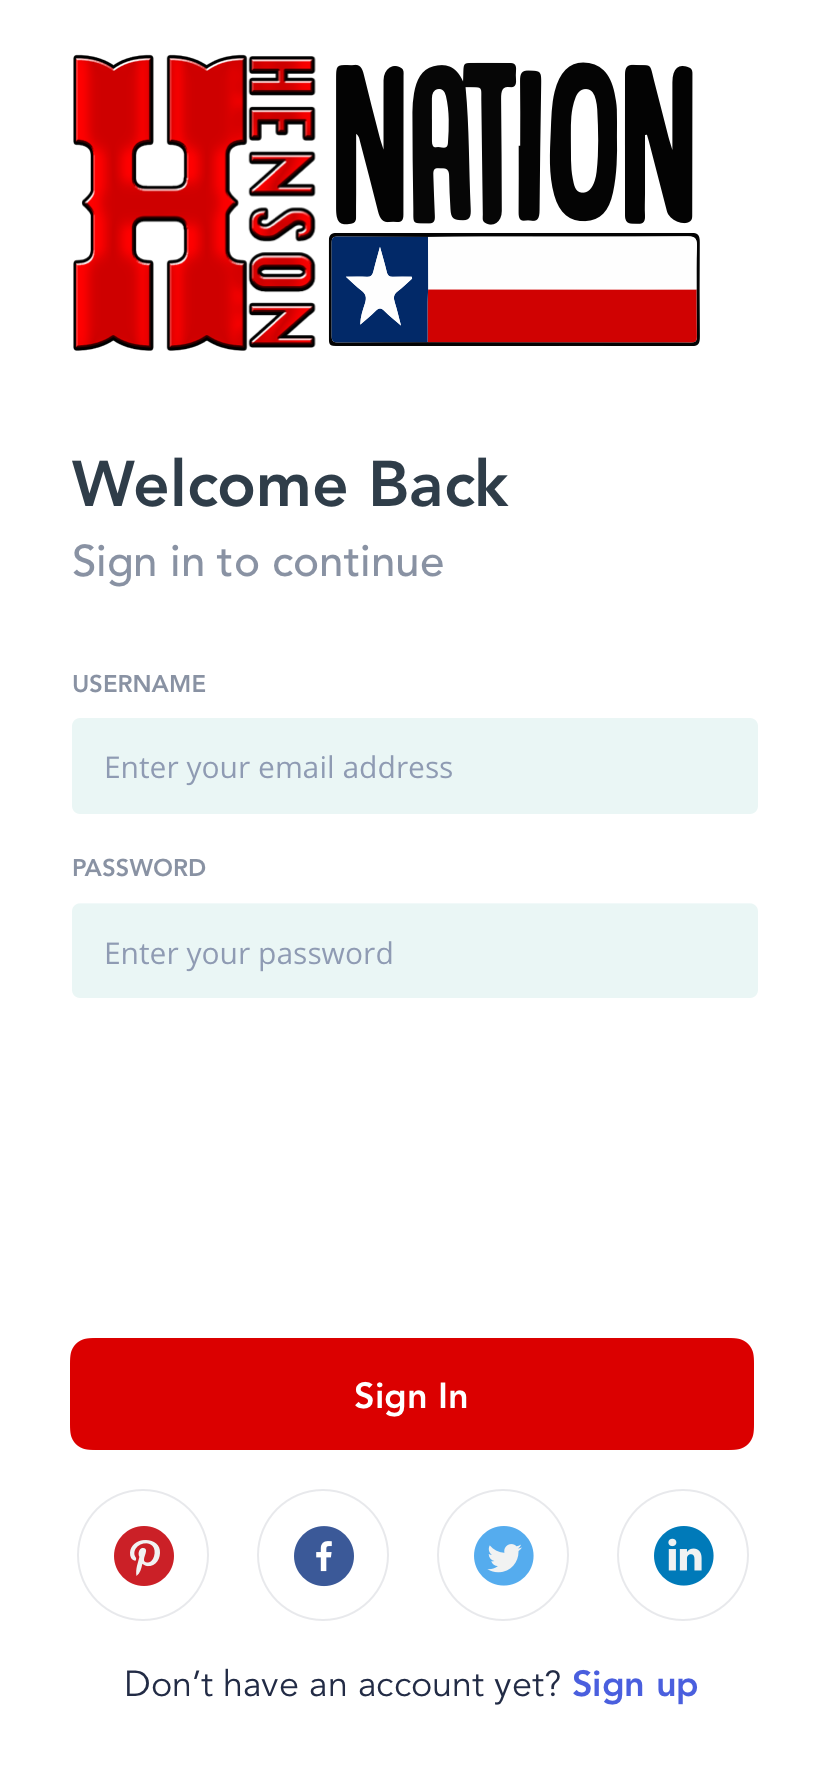 H HENSON NATION
Welcome Back
Sign in to continue
USERNAME
Enter your email address
PASSWORD
Enter your password
Sign In
Don’t have an account yet? Sign up